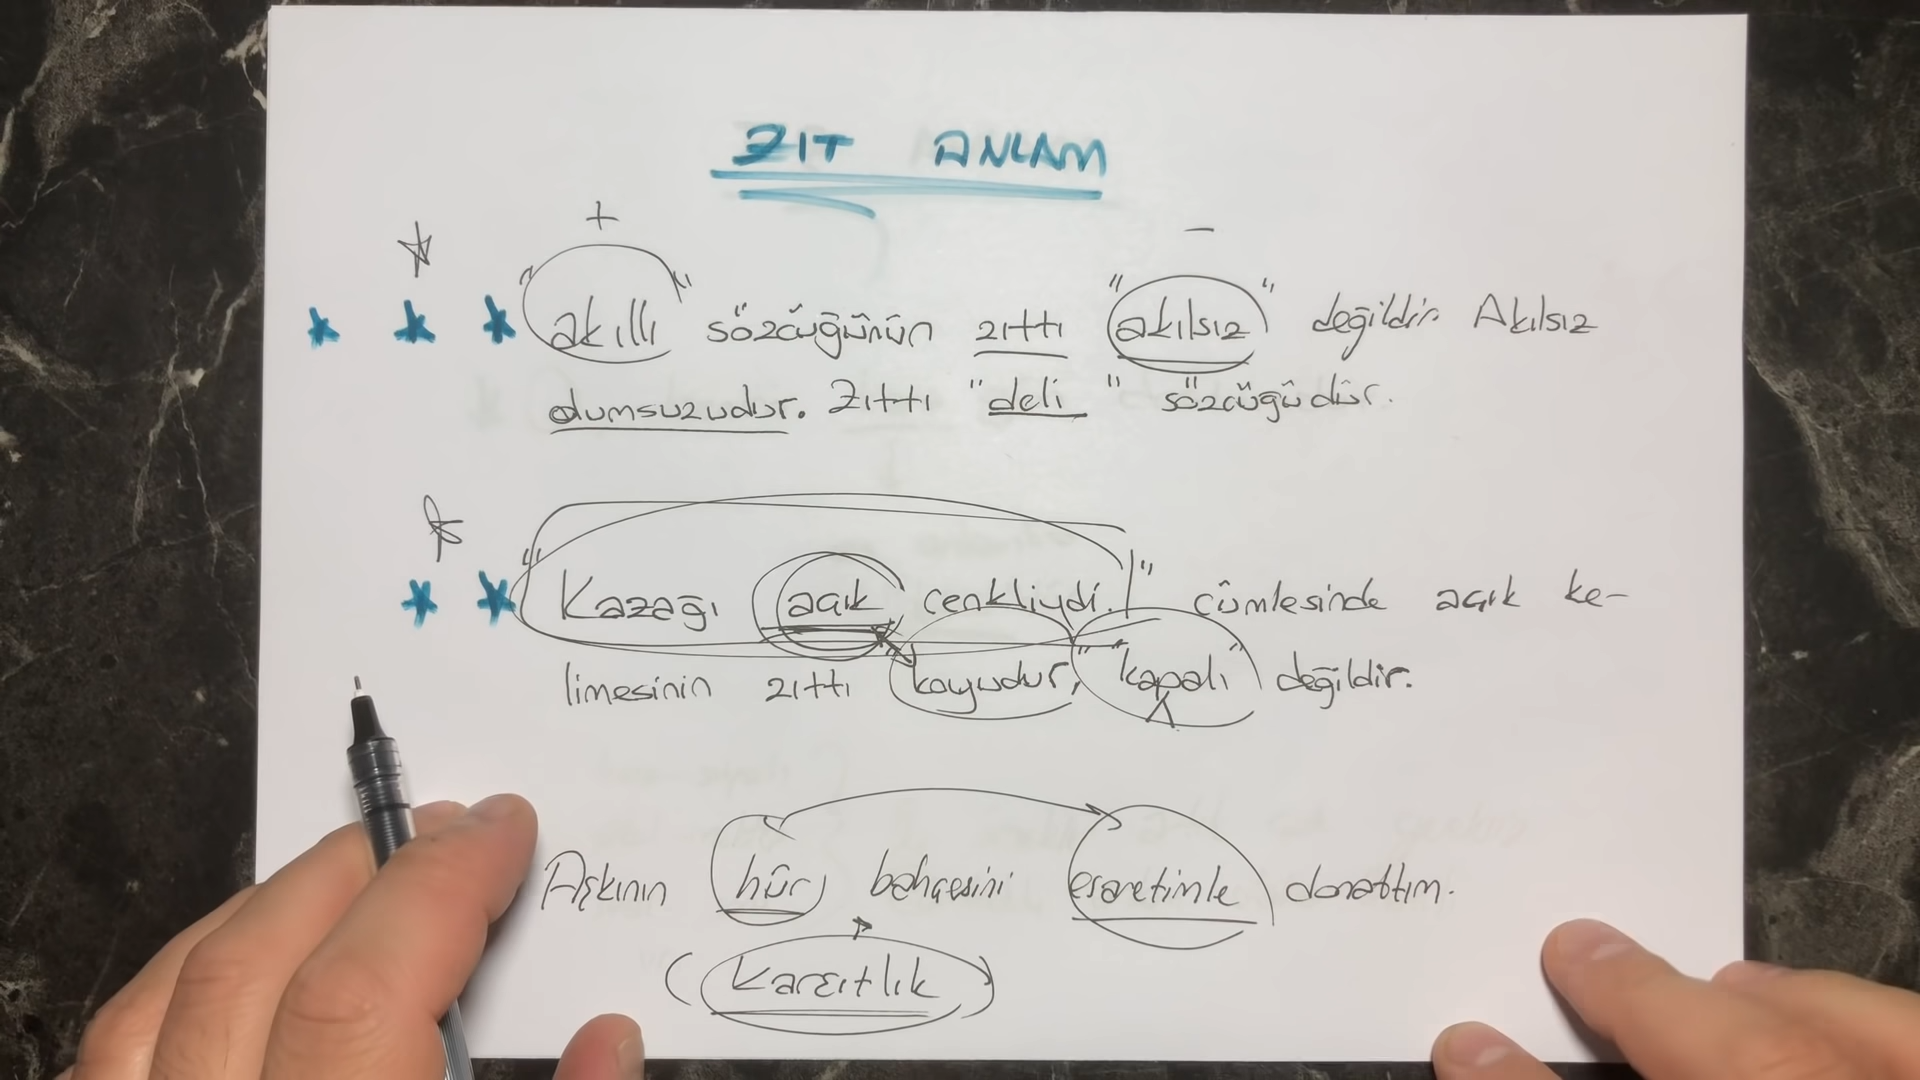 ZIT ANLAM
+ -
"akıllı" sözcüğünün zıttı "akılsız" değildir. Akılsız
olumsuzudur. Zıttı "deli" sözcüğüdür.
"Kazağı açık renkliydi." cümlesinde açık ke-
limesinin zıttı koyudur, "kapalı" değildir.
Aşkının hür bahçesini esaretimle donattım.
(Karşıtlık)